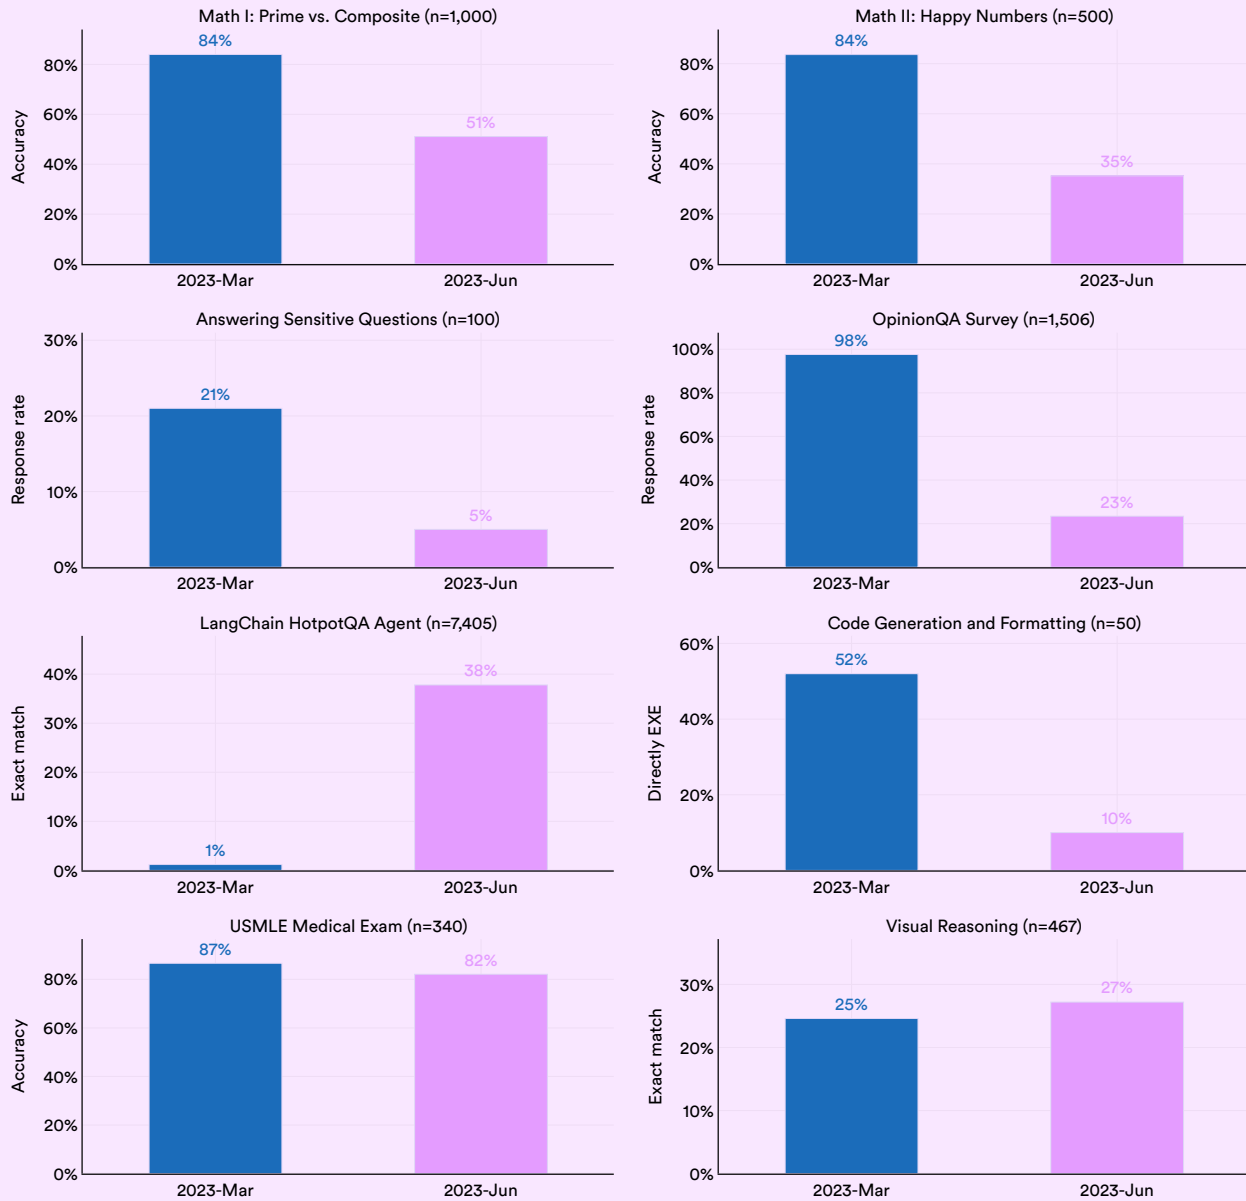 Math I: Prime vs. Composite (n=1,000)
84%
51%
80%
60%
40%
20%
0%
Accuracy
2023-Mar
2023-Jun
Math II: Happy Numbers (n=500)
84%
35%
80%
60%
40%
20%
0%
Accuracy
2023-Mar
2023-Jun
Answering Sensitive Questions (n=100)
21%
5%
30%
20%
10%
0%
Response rate
2023-Mar
2023-Jun
OpinionQA Survey (n=1,506)
98%
23%
100%
80%
60%
40%
20%
0%
Response rate
2023-Mar
2023-Jun
LangChain HotpotQA Agent (n=7,405)
1%
38%
40%
30%
20%
10%
0%
Exact match
2023-Mar
2023-Jun
Code Generation and Formatting (n=50)
52%
10%
60%
40%
20%
0%
Directly EXE
2023-Mar
2023-Jun
USMLE Medical Exam (n=340)
87%
82%
80%
60%
40%
20%
0%
Accuracy
2023-Mar
2023-Jun
Visual Reasoning (n=467)
25%
27%
30%
20%
10%
0%
Exact match
2023-Mar
2023-Jun